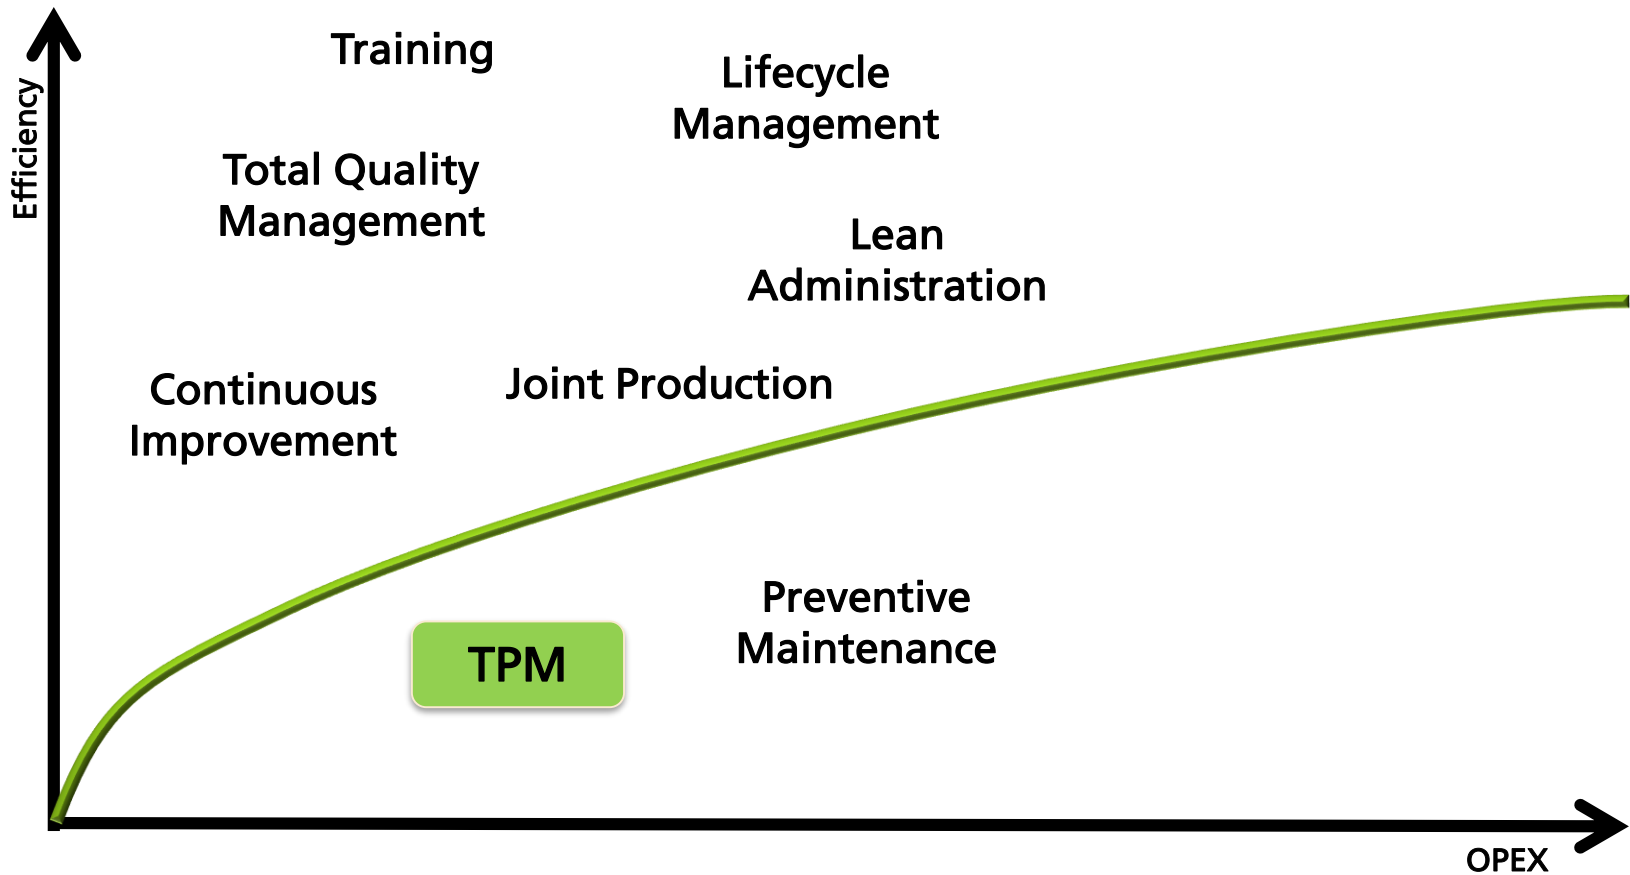 Efficiency
Training
Lifecycle
Management
Total Quality
Management
Lean
Administration
Continuous
Improvement
Joint Production
Preventive
Maintenance
TPM
OPEX